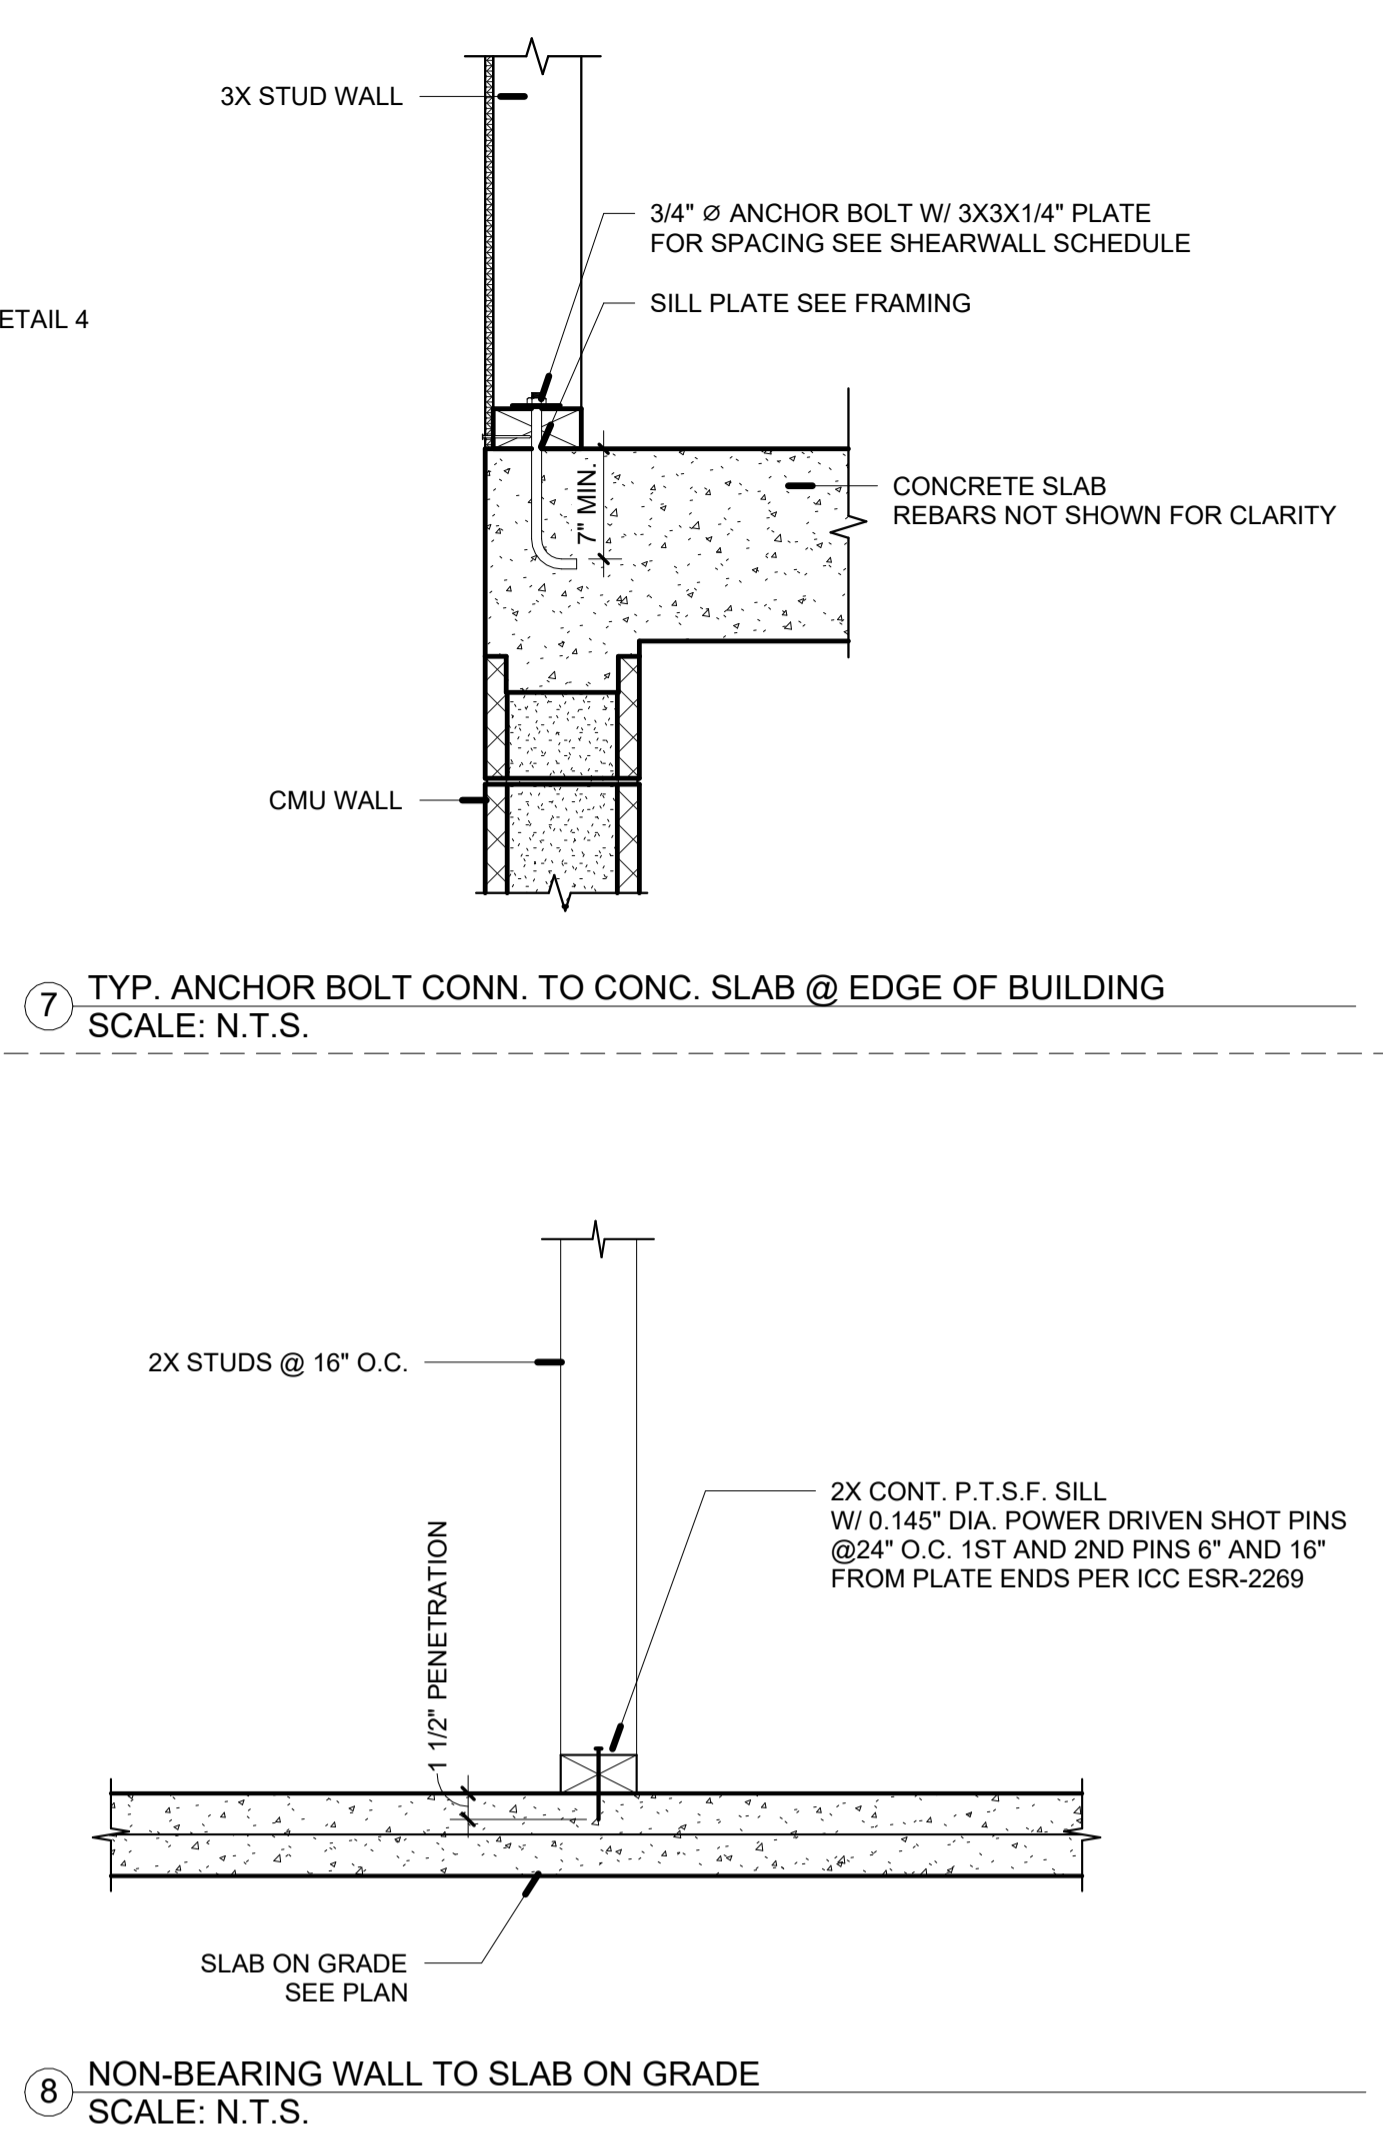 3X STUD WALL
3/4" Ø ANCHOR BOLT W/ 3X3X1/4" PLATE
FOR SPACING SEE SHEARWALL SCHEDULE
SILL PLATE SEE FRAMING
ETAIL 4
7" MIN.
CONCRETE SLAB
REBARS NOT SHOWN FOR CLARITY
CMU WALL
7 TYP. ANCHOR BOLT CONN. TO CONC. SLAB @ EDGE OF BUILDING
SCALE: N.T.S.
2X STUDS @ 16" O.C.
2X CONT. P.T.S.F. SILL
W/ 0.145" DIA. POWER DRIVEN SHOT PINS
@24" O.C. 1ST AND 2ND PINS 6" AND 16"
FROM PLATE ENDS PER ICC ESR-2269
1 1/2" PENETRATION
SLAB ON GRADE
SEE PLAN
8 NON-BEARING WALL TO SLAB ON GRADE
SCALE: N.T.S.